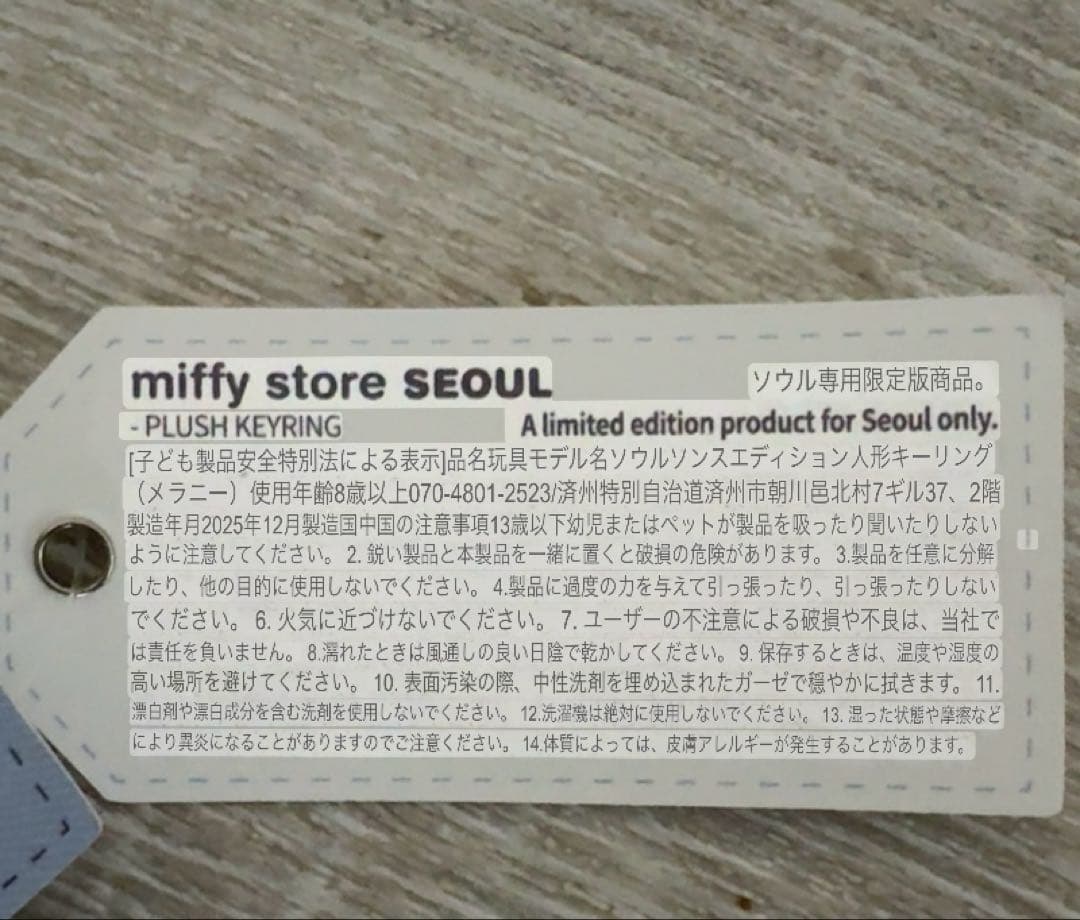 miffy store SEOUL
ソウル専用限定版商品。
- PLUSH KEYRING
A limited edition product for Seoul only.
[子ども製品安全特別法による表示]品名玩具モデル名ソウルソンスエディション人形キーリング
（メラニー）使用年齢8歳以上070-4801-2523/済州特別自治道済州市朝川邑北村7ギル37、2階
製造年月2025年12月製造国中国の注意事項13歳以下幼児またはペットが製品を吸ったり聞いたりしない
ように注意してください。 2. 鋭い製品と本製品を一緒に置くと破損の危険があります。 3.製品を任意に分解
したり、他の目的に使用しないでください。 4.製品に過度の力を与えて引っ張ったり、引っ張ったりしない
でください。 6. 火気に近づけないでください。 7. ユーザーの不注意による破損や不良は、当社で
は責任を負いません。 8.濡れたときは風通しの良い日陰で乾かしてください。 9. 保存するときは、温度や湿度の
高い場所を避けてください。 10. 表面汚染の際、中性洗剤を埋め込まれたガーゼで穏やかに拭きます。 11.
漂白剤や漂白成分を含む洗剤を使用しないでください。 12.洗濯機は絶対に使用しないでください。 13. 湿った状態や摩擦など
により異炎になることがありますのでご注意ください。 14.体質によっては、皮膚アレルギーが発生することがあります。